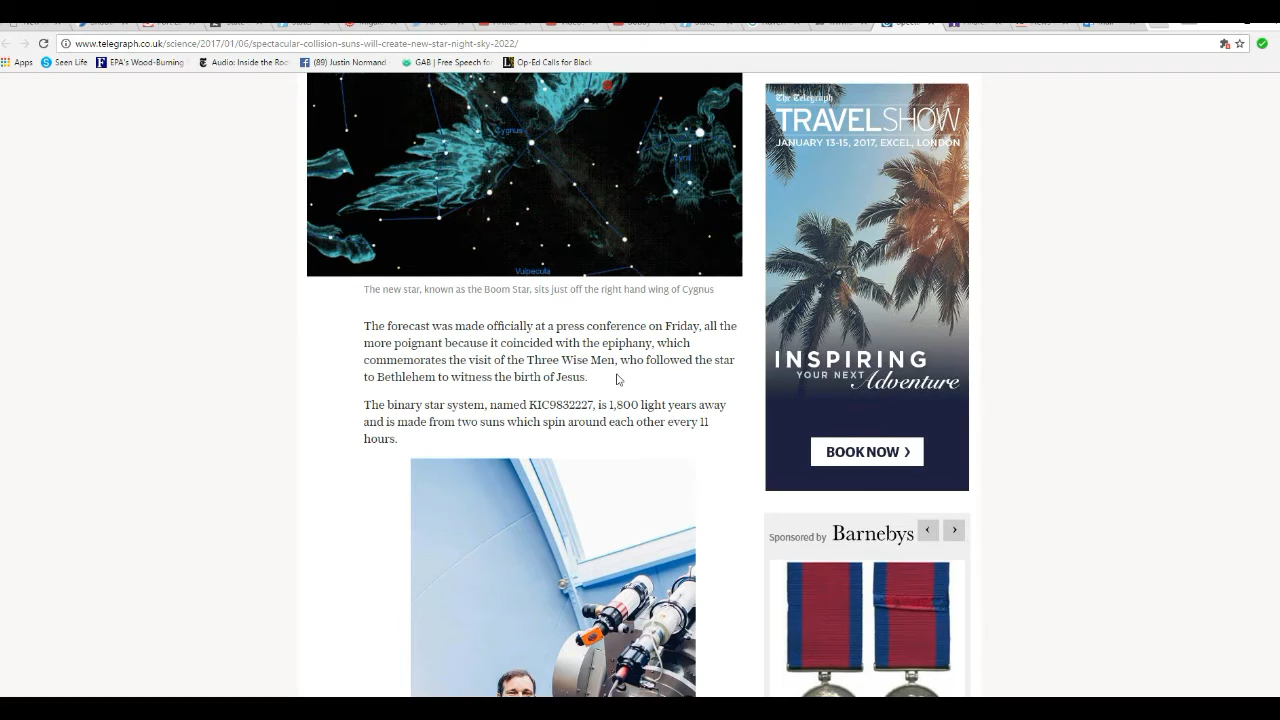 www.telegraph.co.uk/science/2017/01/06/spectacular-collision-suns-will-create-new-star-night-sky-2022/
Apps Seen Life EPA's Wood-Burning Audio: Inside the Roo (89) Justin Normand GAB | Free Speech for Op-Ed Calls for Black
Cygnus
Lyra
Vulpecula
The new star, known as the Boom Star, sits just off the right hand wing of Cygnus
The forecast was made officially at a press conference on Friday, all the
more poignant because it coincided with the epiphany, which
commemorates the visit of the Three Wise Men, who followed the star
to Bethlehem to witness the birth of Jesus.
The binary star system, named KIC9832227, is 1,800 light years away
and is made from two suns which spin around each other every 11
hours.
The Telegraph
TRAVELSHOW
JANUARY 13-15, 2017, EXCEL, LONDON
INSPIRING
YOUR NEXT Adventure
BOOK NOW
Sponsored by Barnebys